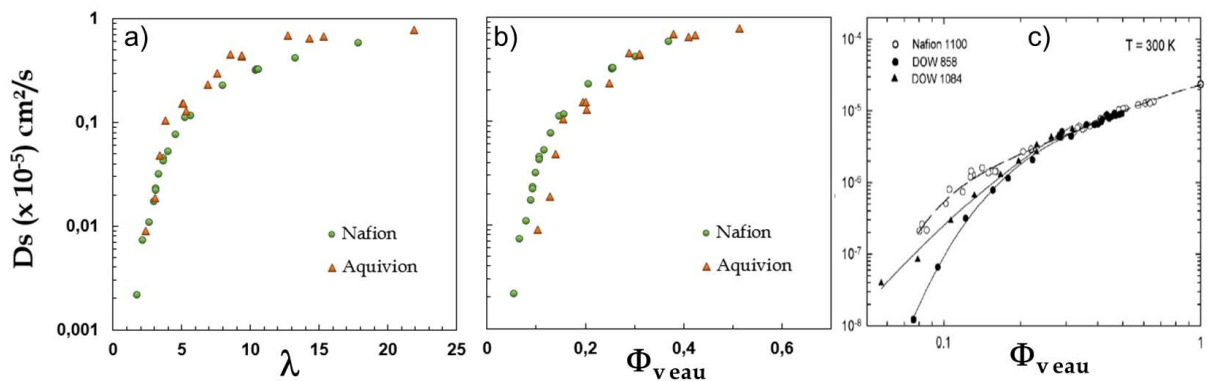 Ds (x 10⁻⁵) cm²/s
a)
1
0,1
0,01
0,001
0
5
10
15
20
25
λ
Nafion
Aquivion
b)
0
0,2
0,4
0,6
Φv eau
Nafion
Aquivion
c)
Nafion 1100
DOW 858
DOW 1084
T = 300 K
10⁻⁴
10⁻⁵
10⁻⁶
10⁻⁷
10⁻⁸
0.1
1
Φv eau